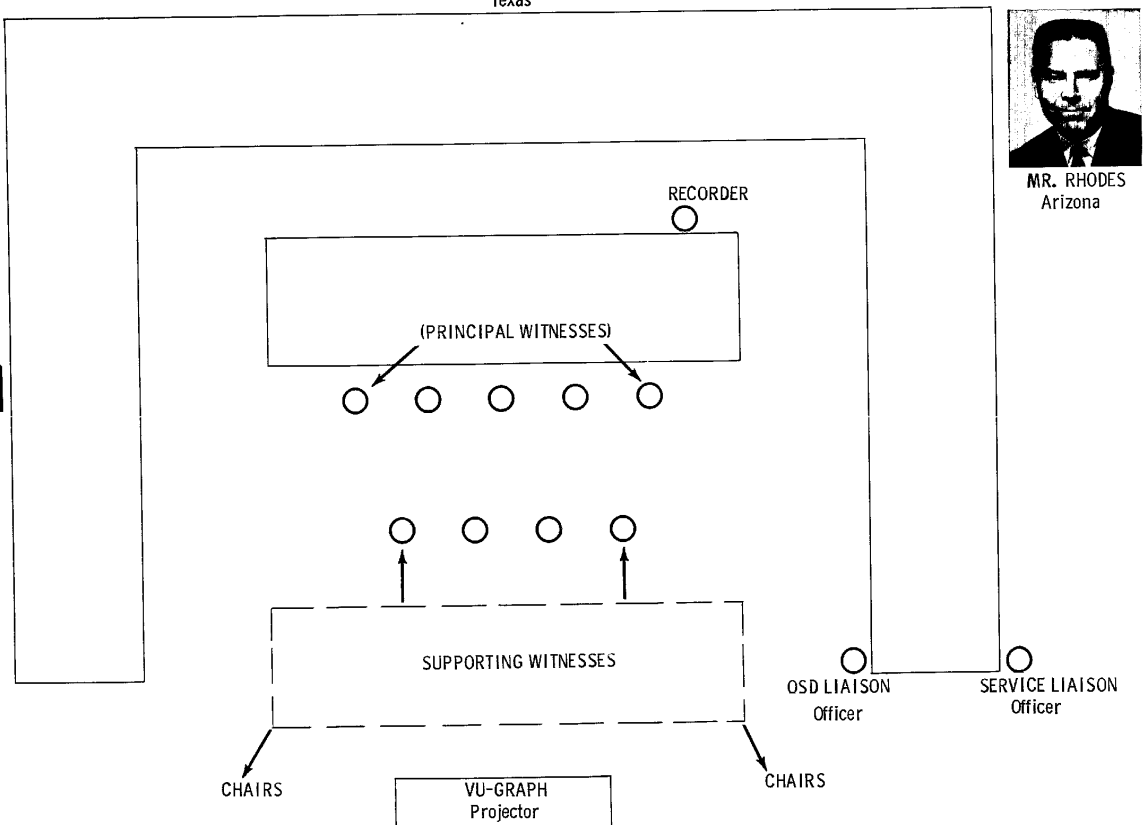 Texas
MR. RHODES
Arizona
RECORDER
(PRINCIPAL WITNESSES)
SUPPORTING WITNESSES
OSD LIAISON
Officer
SERVICE LIAISON
Officer
CHAIRS
CHAIRS
VU-GRAPH
Projector